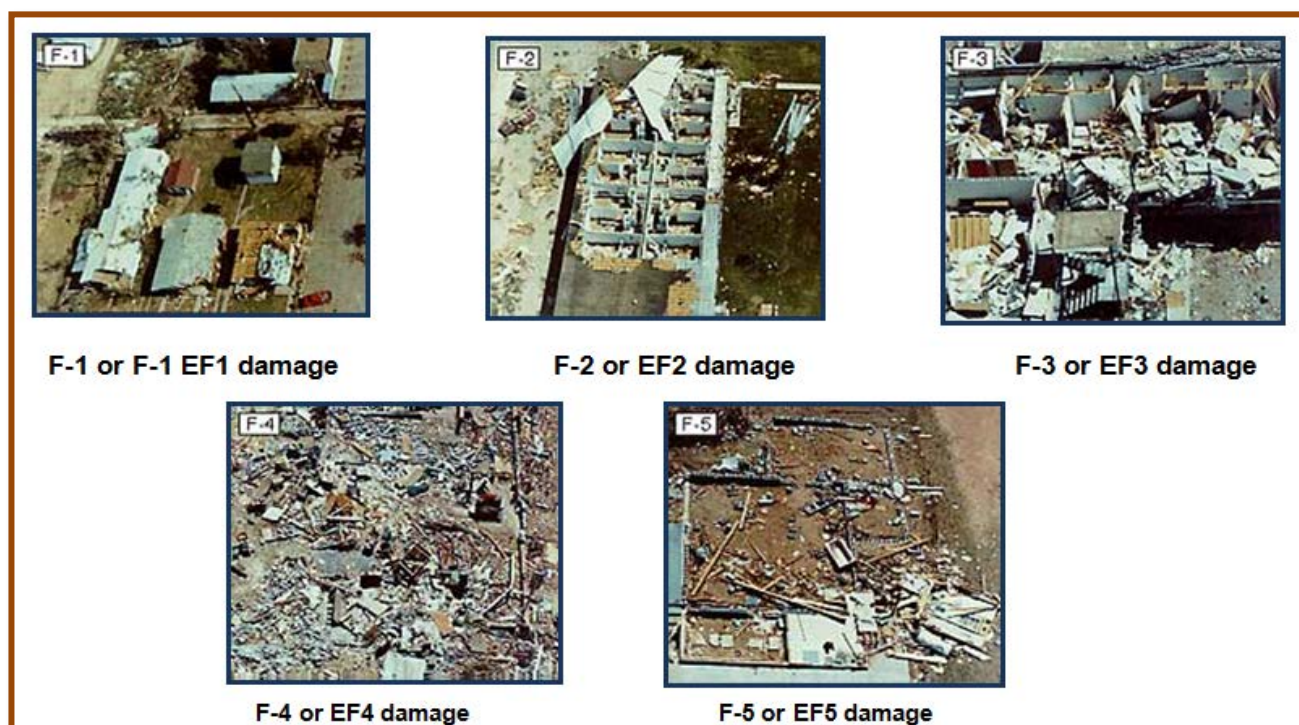 F-1
F-2
F-3
F-1 or F-1 EF1 damage
F-2 or EF2 damage
F-3 or EF3 damage
F-4
F-5
F-4 or EF4 damage
F-5 or EF5 damage